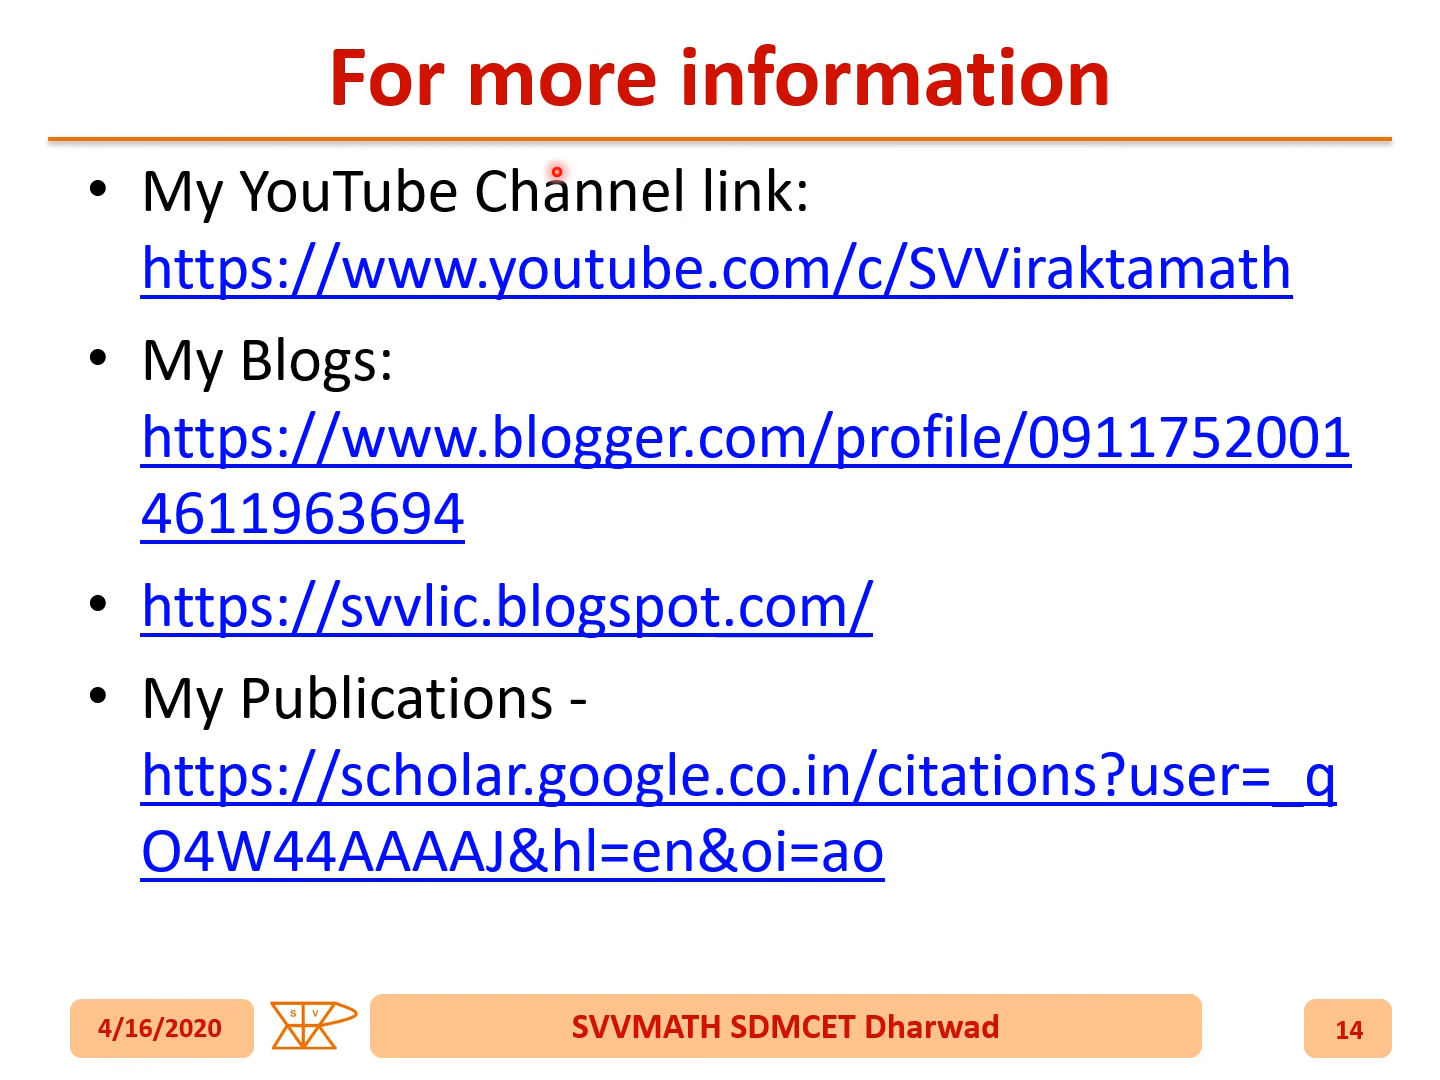 For more information
• My YouTube Channel link:
https://www.youtube.com/c/SVViraktamath
• My Blogs:
https://www.blogger.com/profile/0911752001
4611963694
• https://svvlic.blogspot.com/
• My Publications -
https://scholar.google.co.in/citations?user=_q
O4W44AAAAJ&hl=en&oi=ao
4/16/2020
S V
SVVMATH SDMCET Dharwad
14